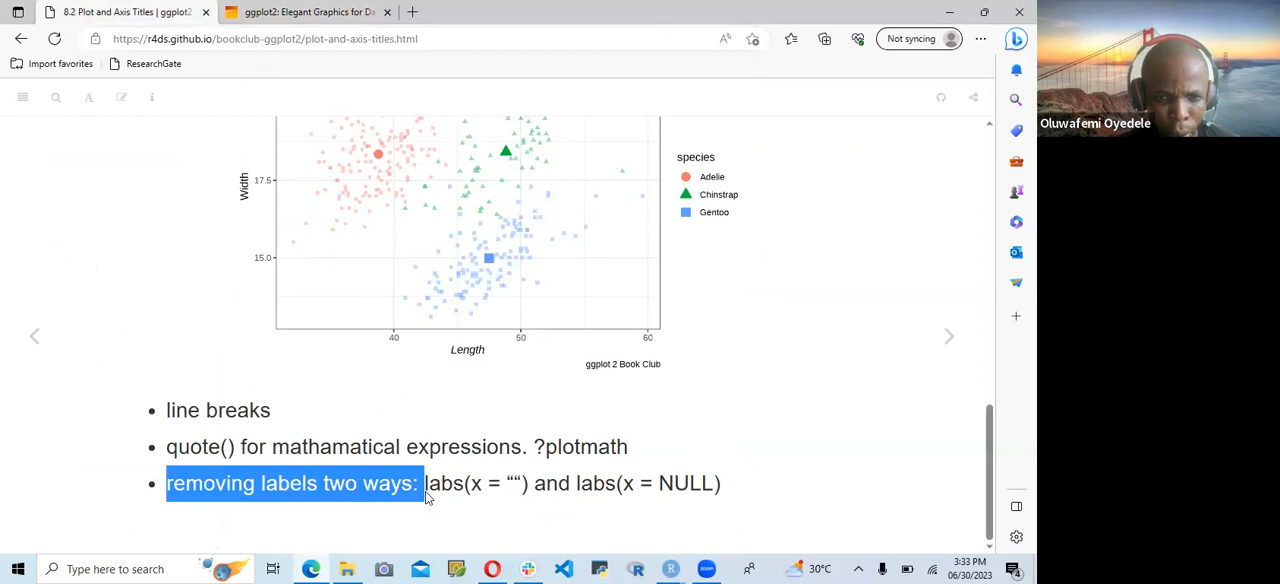 8.2 Plot and Axis Titles | ggplot2
ggplot2: Elegant Graphics for Da
https://r4ds.github.io/bookclub-ggplot2/plot-and-axis-titles.html
Not syncing
Import favorites
ResearchGate
Oluwafemi Oyedele
Width
17.5
15.0
40
50
60
Length
species
Adelie
Chinstrap
Gentoo
ggplot 2 Book Club
• line breaks
• quote() for mathamatical expressions. ?plotmath
• removing labels two ways: labs(x = ““) and labs(x = NULL)
Type here to search
30°C
3:33 PM
06/30/2023
4